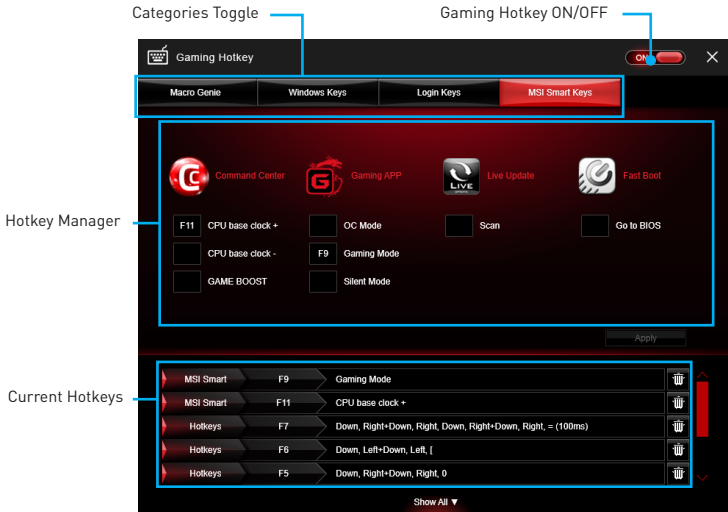 Categories Toggle
Gaming Hotkey ON/OFF
Gaming Hotkey
ON
Macro Genie Windows Keys Login Keys MSI Smart Keys
Command Center Gaming APP Live Update Fast Boot
LIVE
Hotkey Manager
F11 CPU base clock + OC Mode Scan Go to BIOS
CPU base clock - F9 Gaming Mode
GAME BOOST Silent Mode
Apply
Current Hotkeys
MSI Smart F9 Gaming Mode
MSI Smart F11 CPU base clock +
Hotkeys F7 Down, Right+Down, Right, Down, Right+Down, Right, = (100ms)
Hotkeys F6 Down, Left+Down, Left, [
Hotkeys F5 Down, Right+Down, Right, 0
Show All ▼